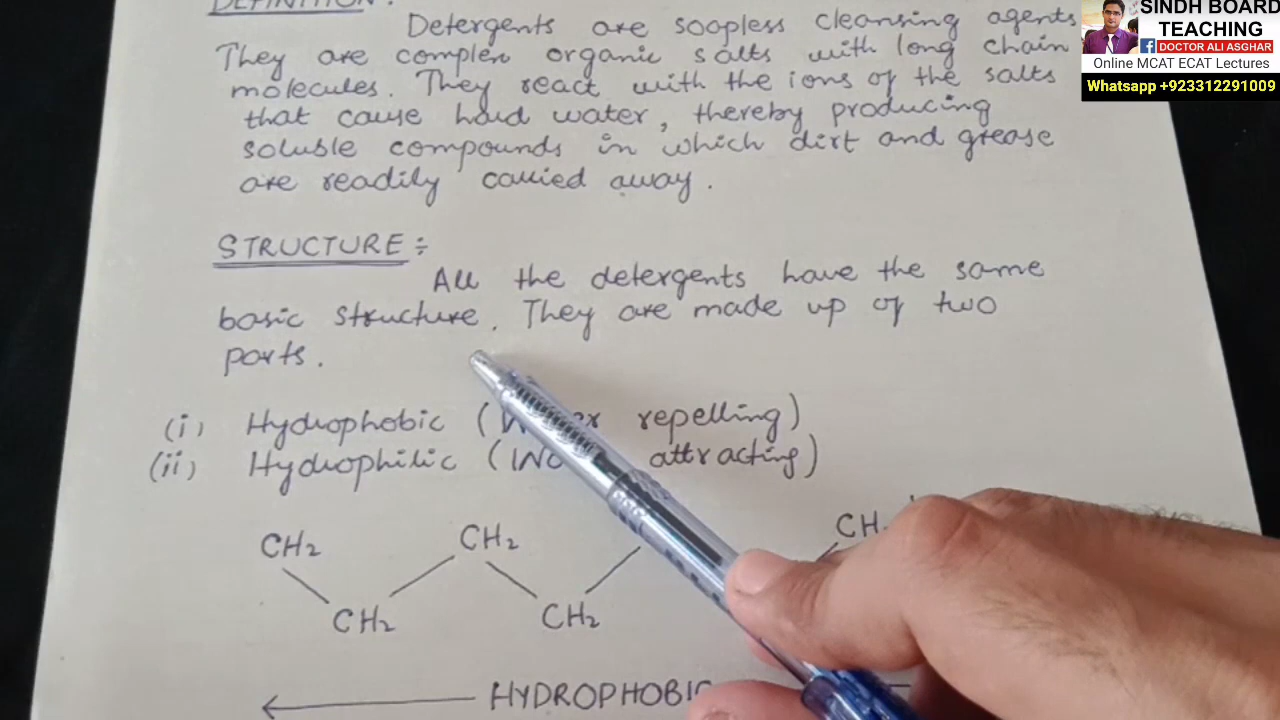 DEFINITION:
SINDH BOARD
TEACHING
DOCTOR ALI ASGHAR
Online MCAT ECAT Lectures
Whatsapp +923312291009
Detergents are soapless cleansing agents
They are complex organic salts with long chain
molecules. They react with the ions of the salts
that cause hard water, thereby producing
soluble compounds in which dirt and grease
are readily carried away.
STRUCTURE:
All the detergents have the same
basic structure. They are made up of two
parts.
(i) Hydrophobic ( repelling)
(ii) Hydrophilic ( attracting)
CH2 CH2 CH
CH2 CH2
HYDROPHOBIC